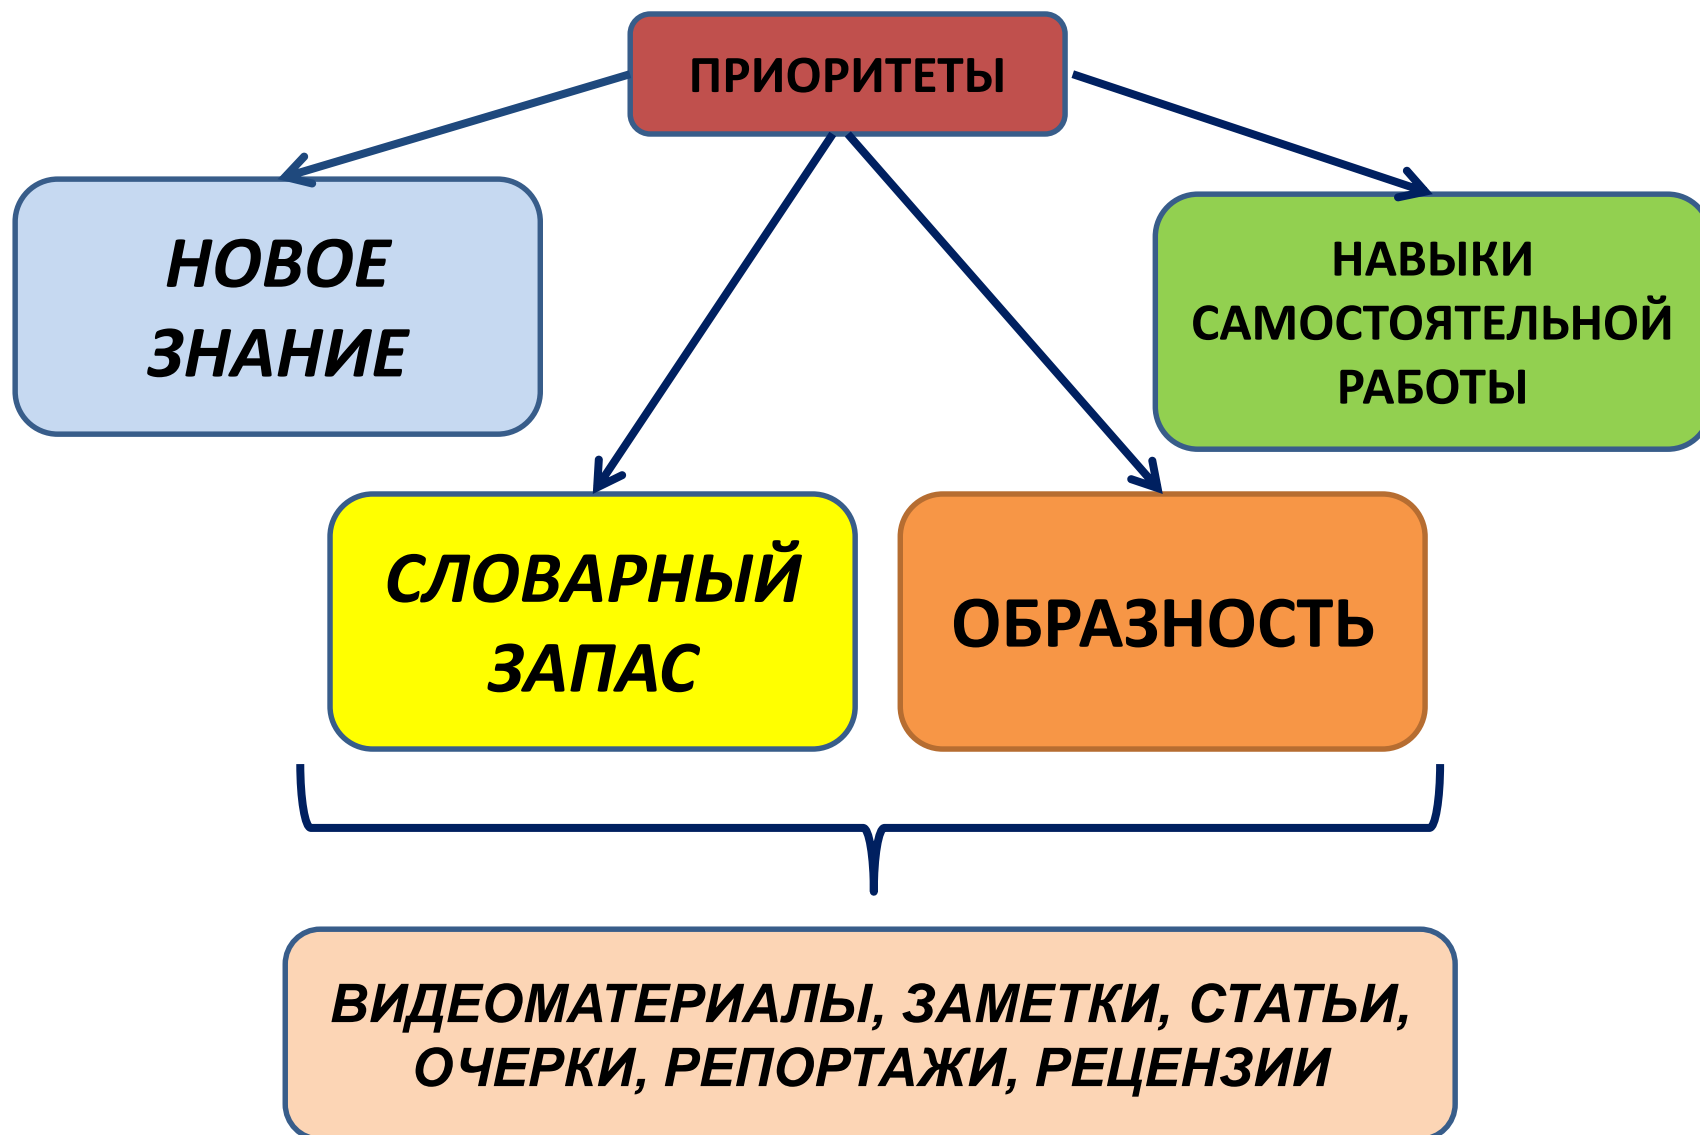 ПРИОРИТЕТЫ
НОВОЕ
ЗНАНИЕ
НАВЫКИ
САМОСТОЯТЕЛЬНОЙ
РАБОТЫ
СЛОВАРНЫЙ
ЗАПАС
ОБРАЗНОСТЬ
ВИДЕОМАТЕРИАЛЫ, ЗАМЕТКИ, СТАТЬИ,
ОЧЕРКИ, РЕПОРТАЖИ, РЕЦЕНЗИИ